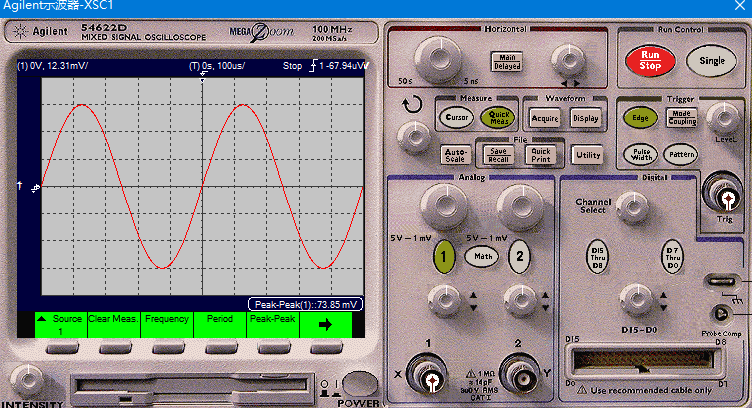 Agilent示波器-XSC1
Agilent 54622D MEGAZoom 100 MHz
MIXED SIGNAL OSCILLOSCOPE 200 MSa/s
(1) 0V, 12.31mV/ (T) 0s, 100us/ Stop 1 -67.94uV
Peak-Peak(1)::73.85 mV
Source Clear Meas. Frequency Period Peak-Peak
1
INTENSITY
POWER
Horizontal
Main
Delayed
50 s 5 ns
Run Control
Run
Stop
Single
Measure
Cursor
Quick
Meas
Waveform
Acquire
Display
Trigger
Edge
Mode
Coupling
Level
Pulse
Width
Pattern
Trig
File
Auto-
Scale
Save
Recall
Quick
Print
Utility
Analog
5 V – 1 mV 5 V – 1 mV
1 Math 2
1 2
X Y
1 MΩ
≈ 14pF
CAT I
Digital
Channel
Select
D15
Thru
D8
D7
Thru
D0
D15-D0
Probe Comp
D15 D8
D0 D1
Use recommended cable only